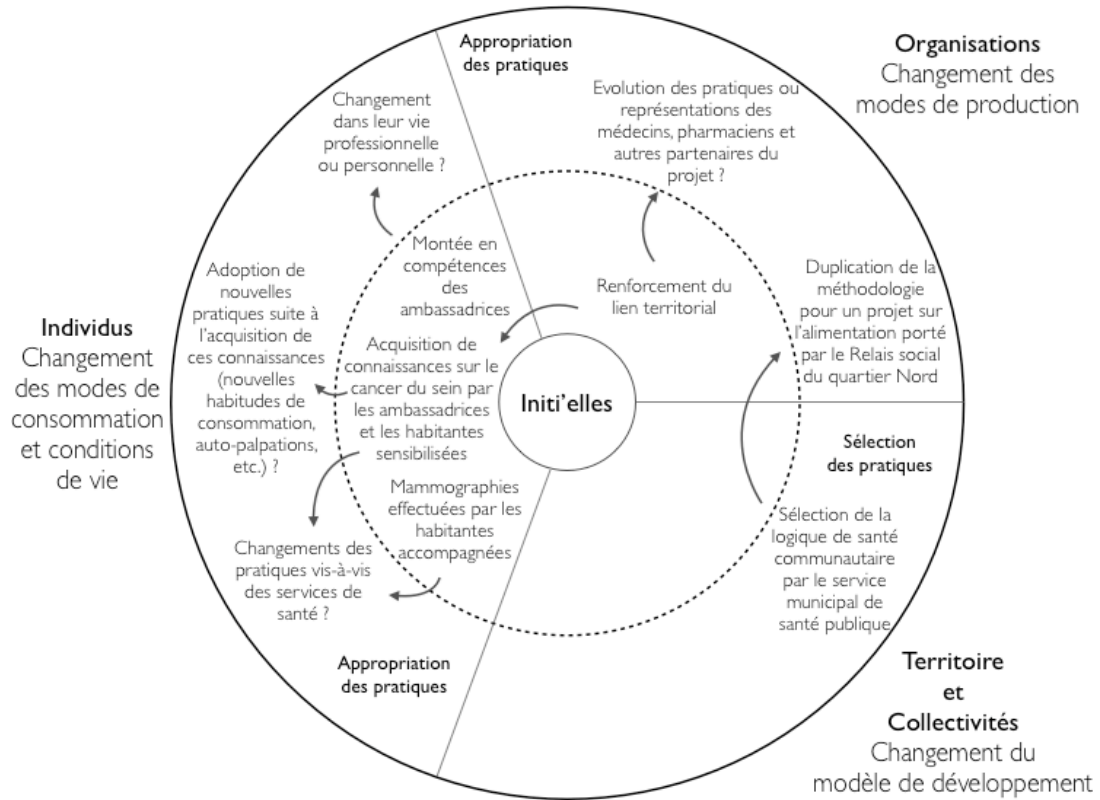 Appropriation
des pratiques
Organisations
Changement des
modes de production
Changement
dans leur vie
professionnelle
ou personnelle ?
Evolution des pratiques ou
représentations des
médecins, pharmaciens et
autres partenaires du
projet ?
Montée en
compétences
des
ambassadrices
Renforcement du
lien territorial
Duplication de la
méthodologie
pour un projet sur
l'alimentation porté
par le Relais social
du quartier Nord
Individus
Changement
des modes de
consommation
et conditions
de vie
Adoption de
nouvelles
pratiques suite à
l'acquisition de
ces connaissances
(nouvelles
habitudes de
consommation,
auto-palpations,
etc.) ?
Acquisition de
connaissances sur le
cancer du sein par
les ambassadrices
et les habitantes
sensibilisées
Initi'elles
Sélection
des pratiques
Mammographies
effectuées par les
habitantes
accompagnées
Changements des
pratiques vis-à-vis
des services de
santé ?
Sélection de la
logique de santé
communautaire
par le service
municipal de
santé publique
Appropriation
des pratiques
Territoire
et
Collectivités
Changement du
modèle de développement